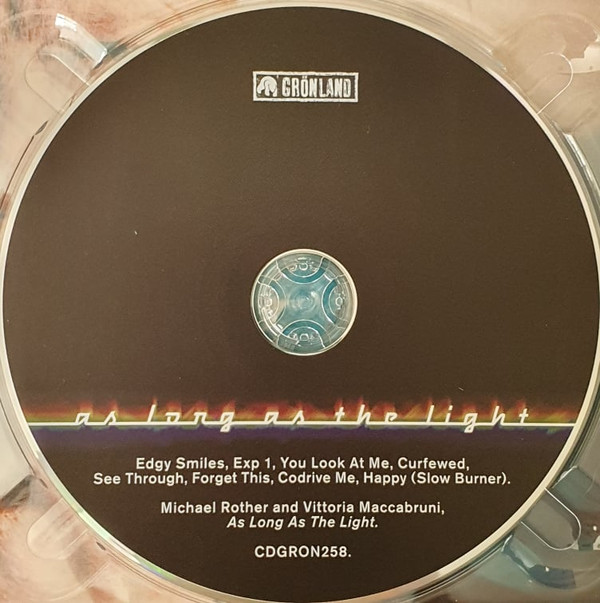 GRÖNLAND
as long as the light
Edgy Smiles, Exp 1, You Look At Me, Curfewed,
See Through, Forget This, Codrive Me, Happy (Slow Burner).
Michael Rother and Vittoria Maccabruni,
As Long As The Light.
CDGRON258.